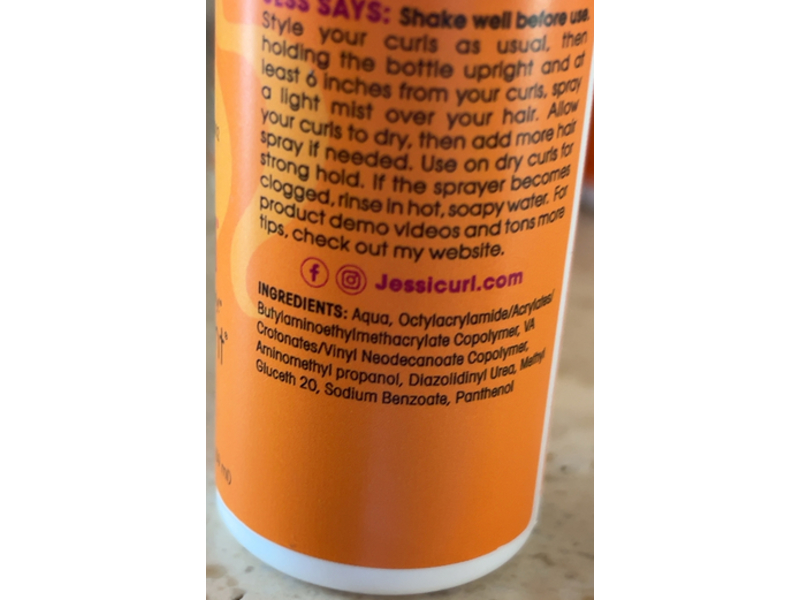 JESS SAYS: Shake well before use.
Style your curls as usual, then
holding the bottle upright and at
least 6 inches from your curls, spray
a light mist over your hair. Allow
your curls to dry, then add more hair
spray if needed. Use on dry curls for
strong hold. If the sprayer becomes
clogged, rinse in hot, soapy water. For
product demo videos and tons more
tips, check out my website.
Jessicurl.com
INGREDIENTS: Aqua, Octylacrylamide/Acrylates/
Butylaminoethylmethacrylate Copolymer, VA
Crotonates/Vinyl Neodecanoate Copolymer,
Aminomethyl propanol, Diazolidinyl Urea, Methyl
Gluceth 20, Sodium Benzoate, Panthenol